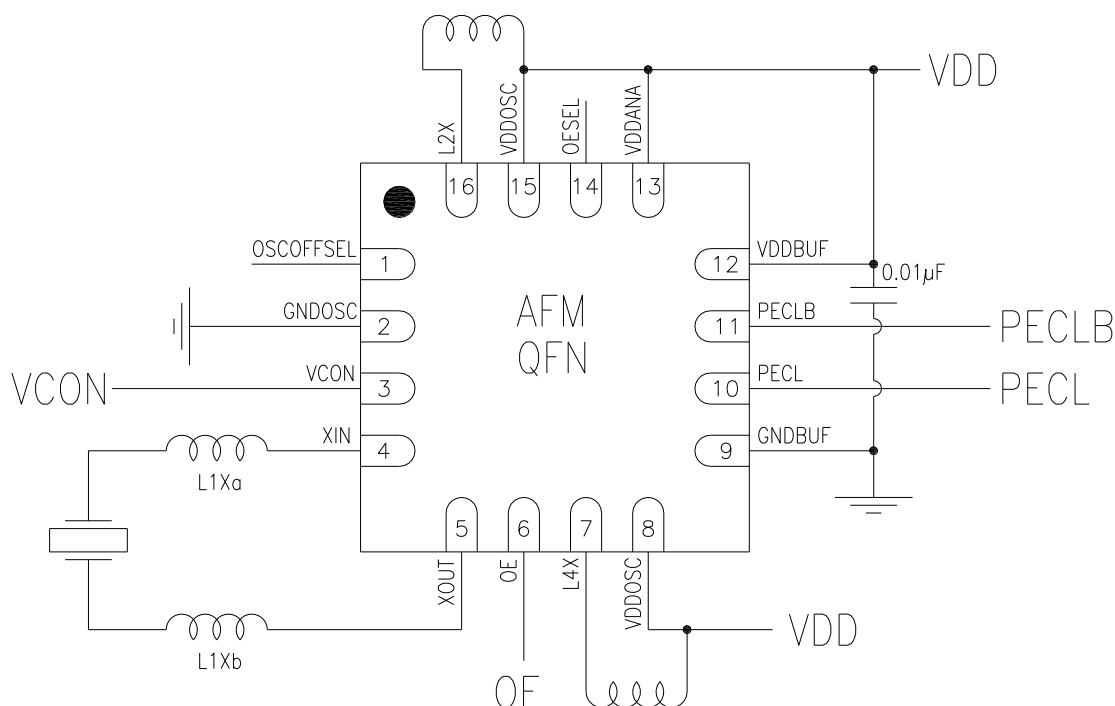 VDD
L2X
VDDOSC
OESEL
VDDANA
16
15
14
13
OSCOFFSEL
1
12
VDDBUF
0.01µF
GNDOSC
2
AFM
QFN
11
PECLB
PECLB
VCON
VCON
3
10
PECL
PECL
XIN
4
9
GNDBUF
L1Xa
5
6
7
8
XOUT
OE
L4X
VDDOSC
VDD
L1Xb